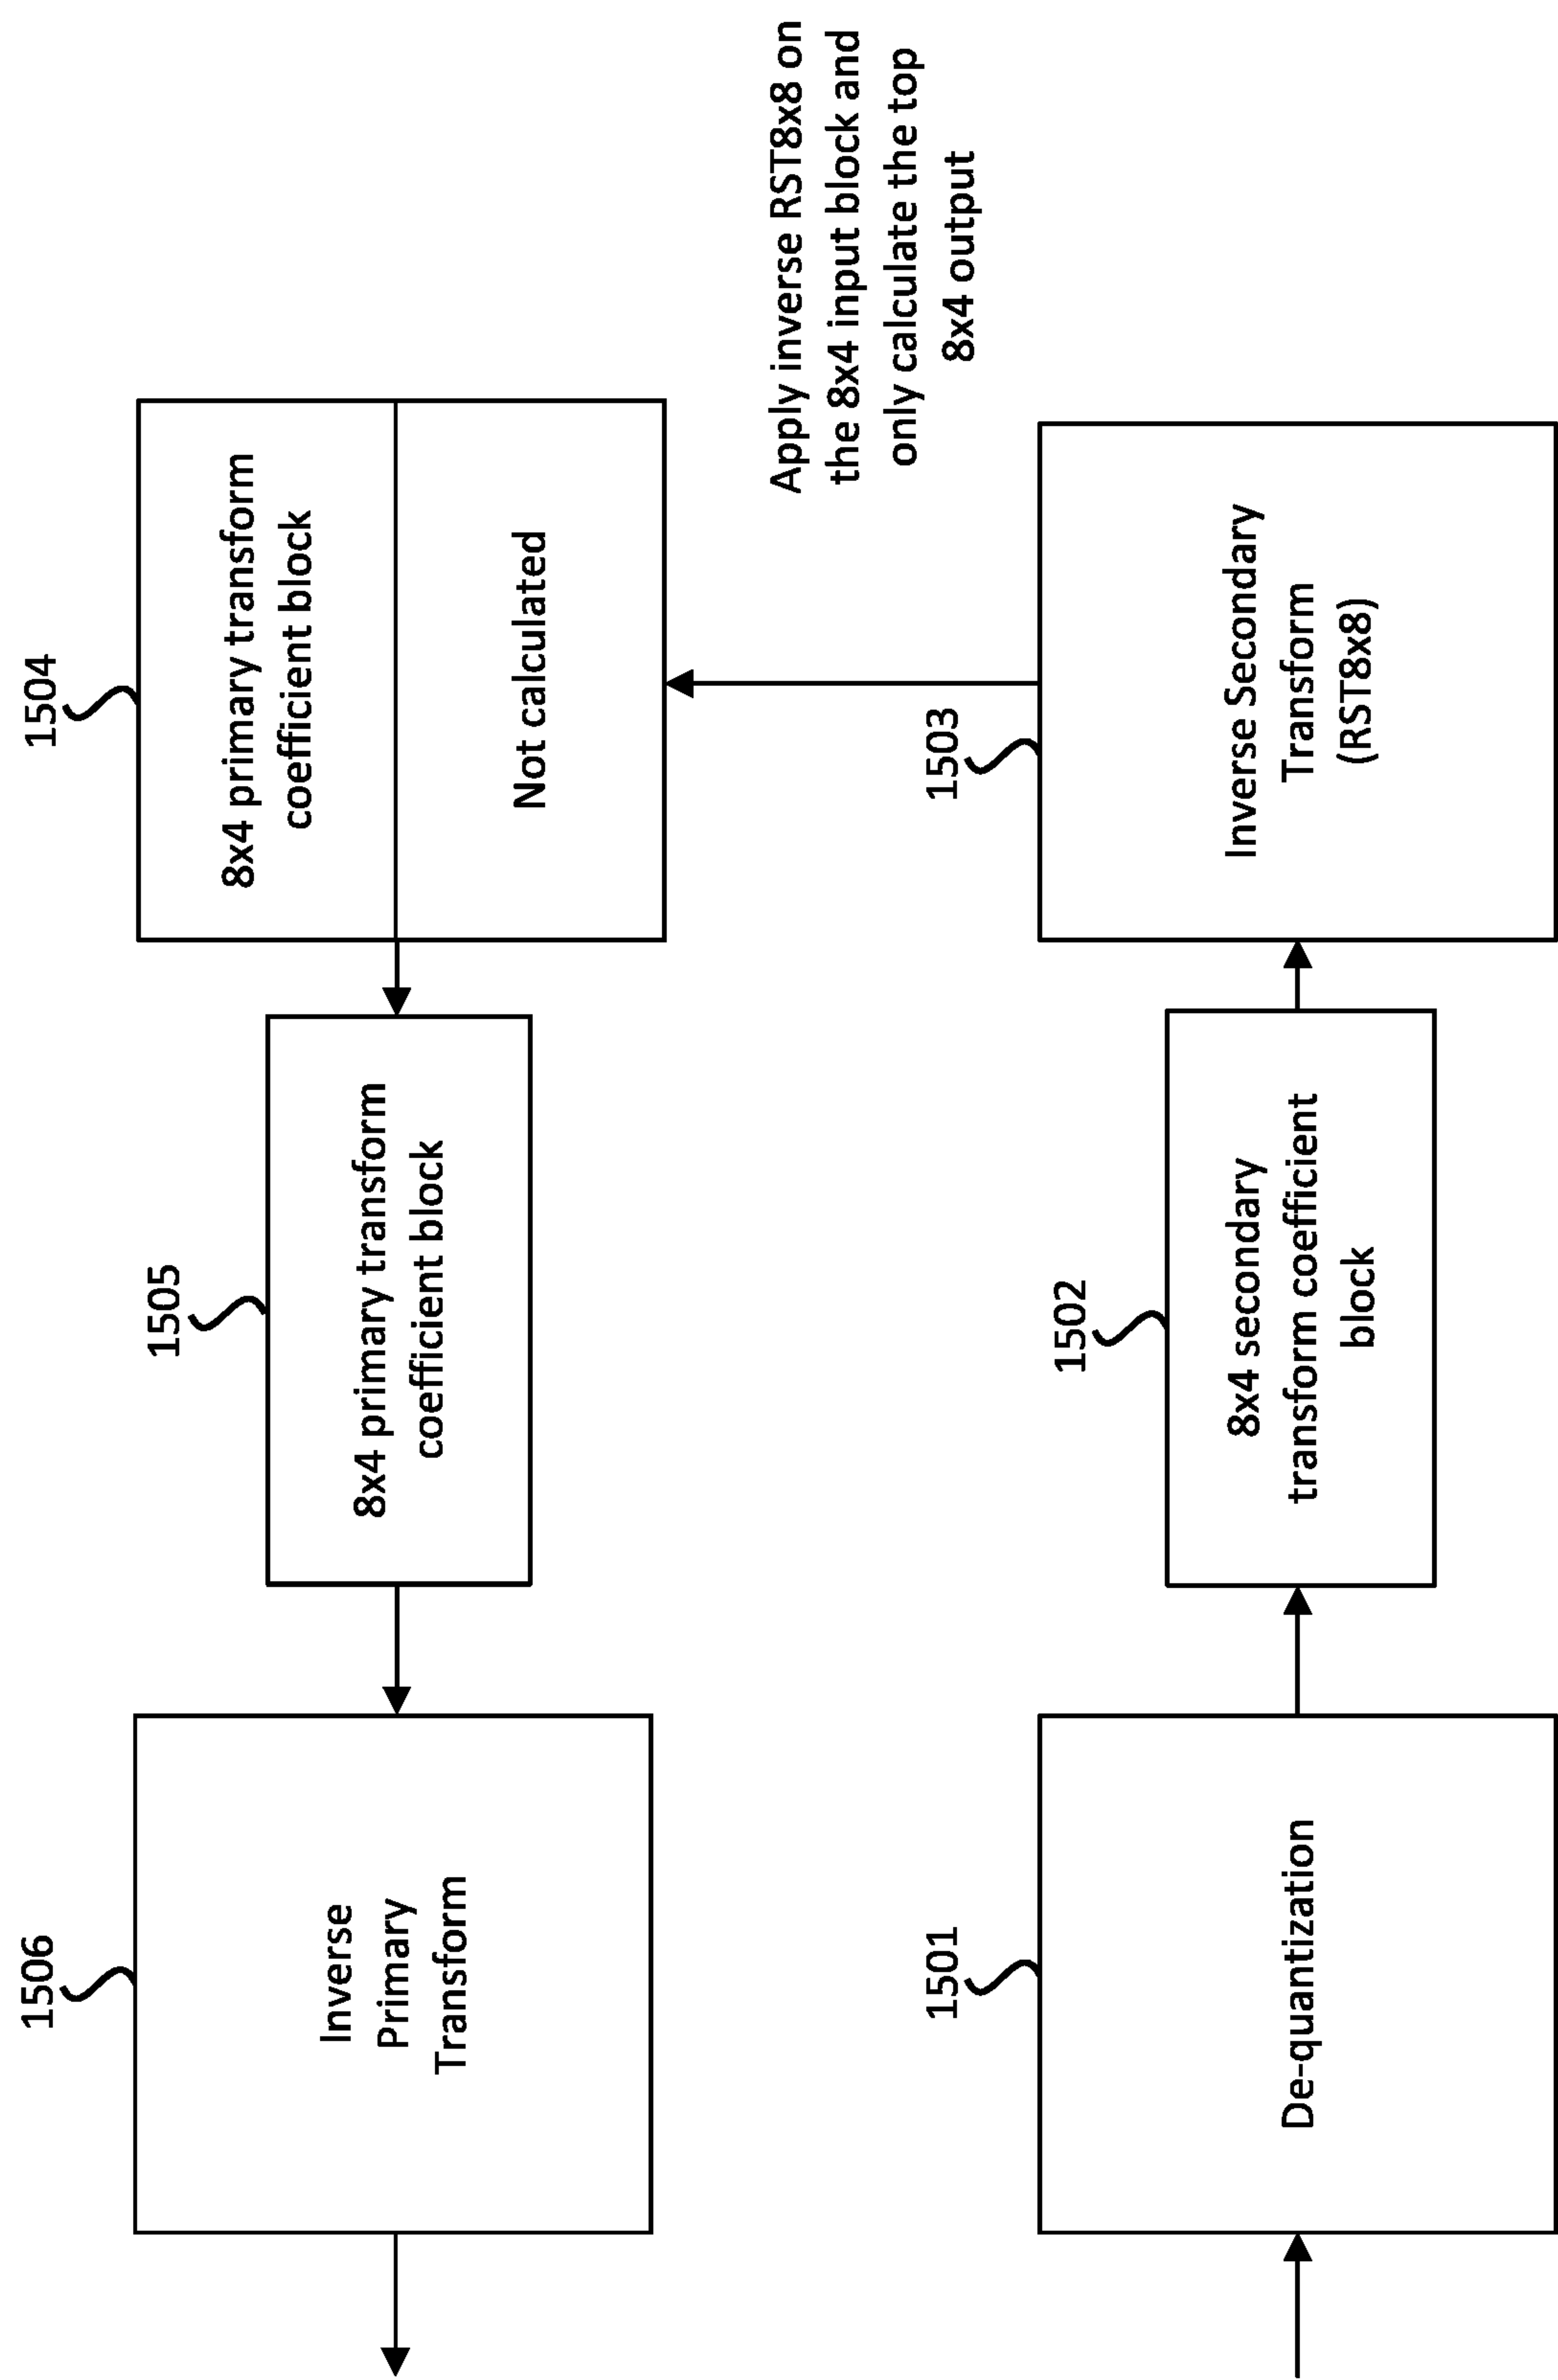 1506
Inverse
Primary
Transform
1505
8x4 primary transform
coefficient block
1504
8x4 primary transform
coefficient block
Not calculated
Apply inverse RST8x8 on
the 8x4 input block and
only calculate the top
8x4 output
1501
De-quantization
1502
8x4 secondary
transform coefficient
block
1503
Inverse Secondary
Transform
(RST8x8)